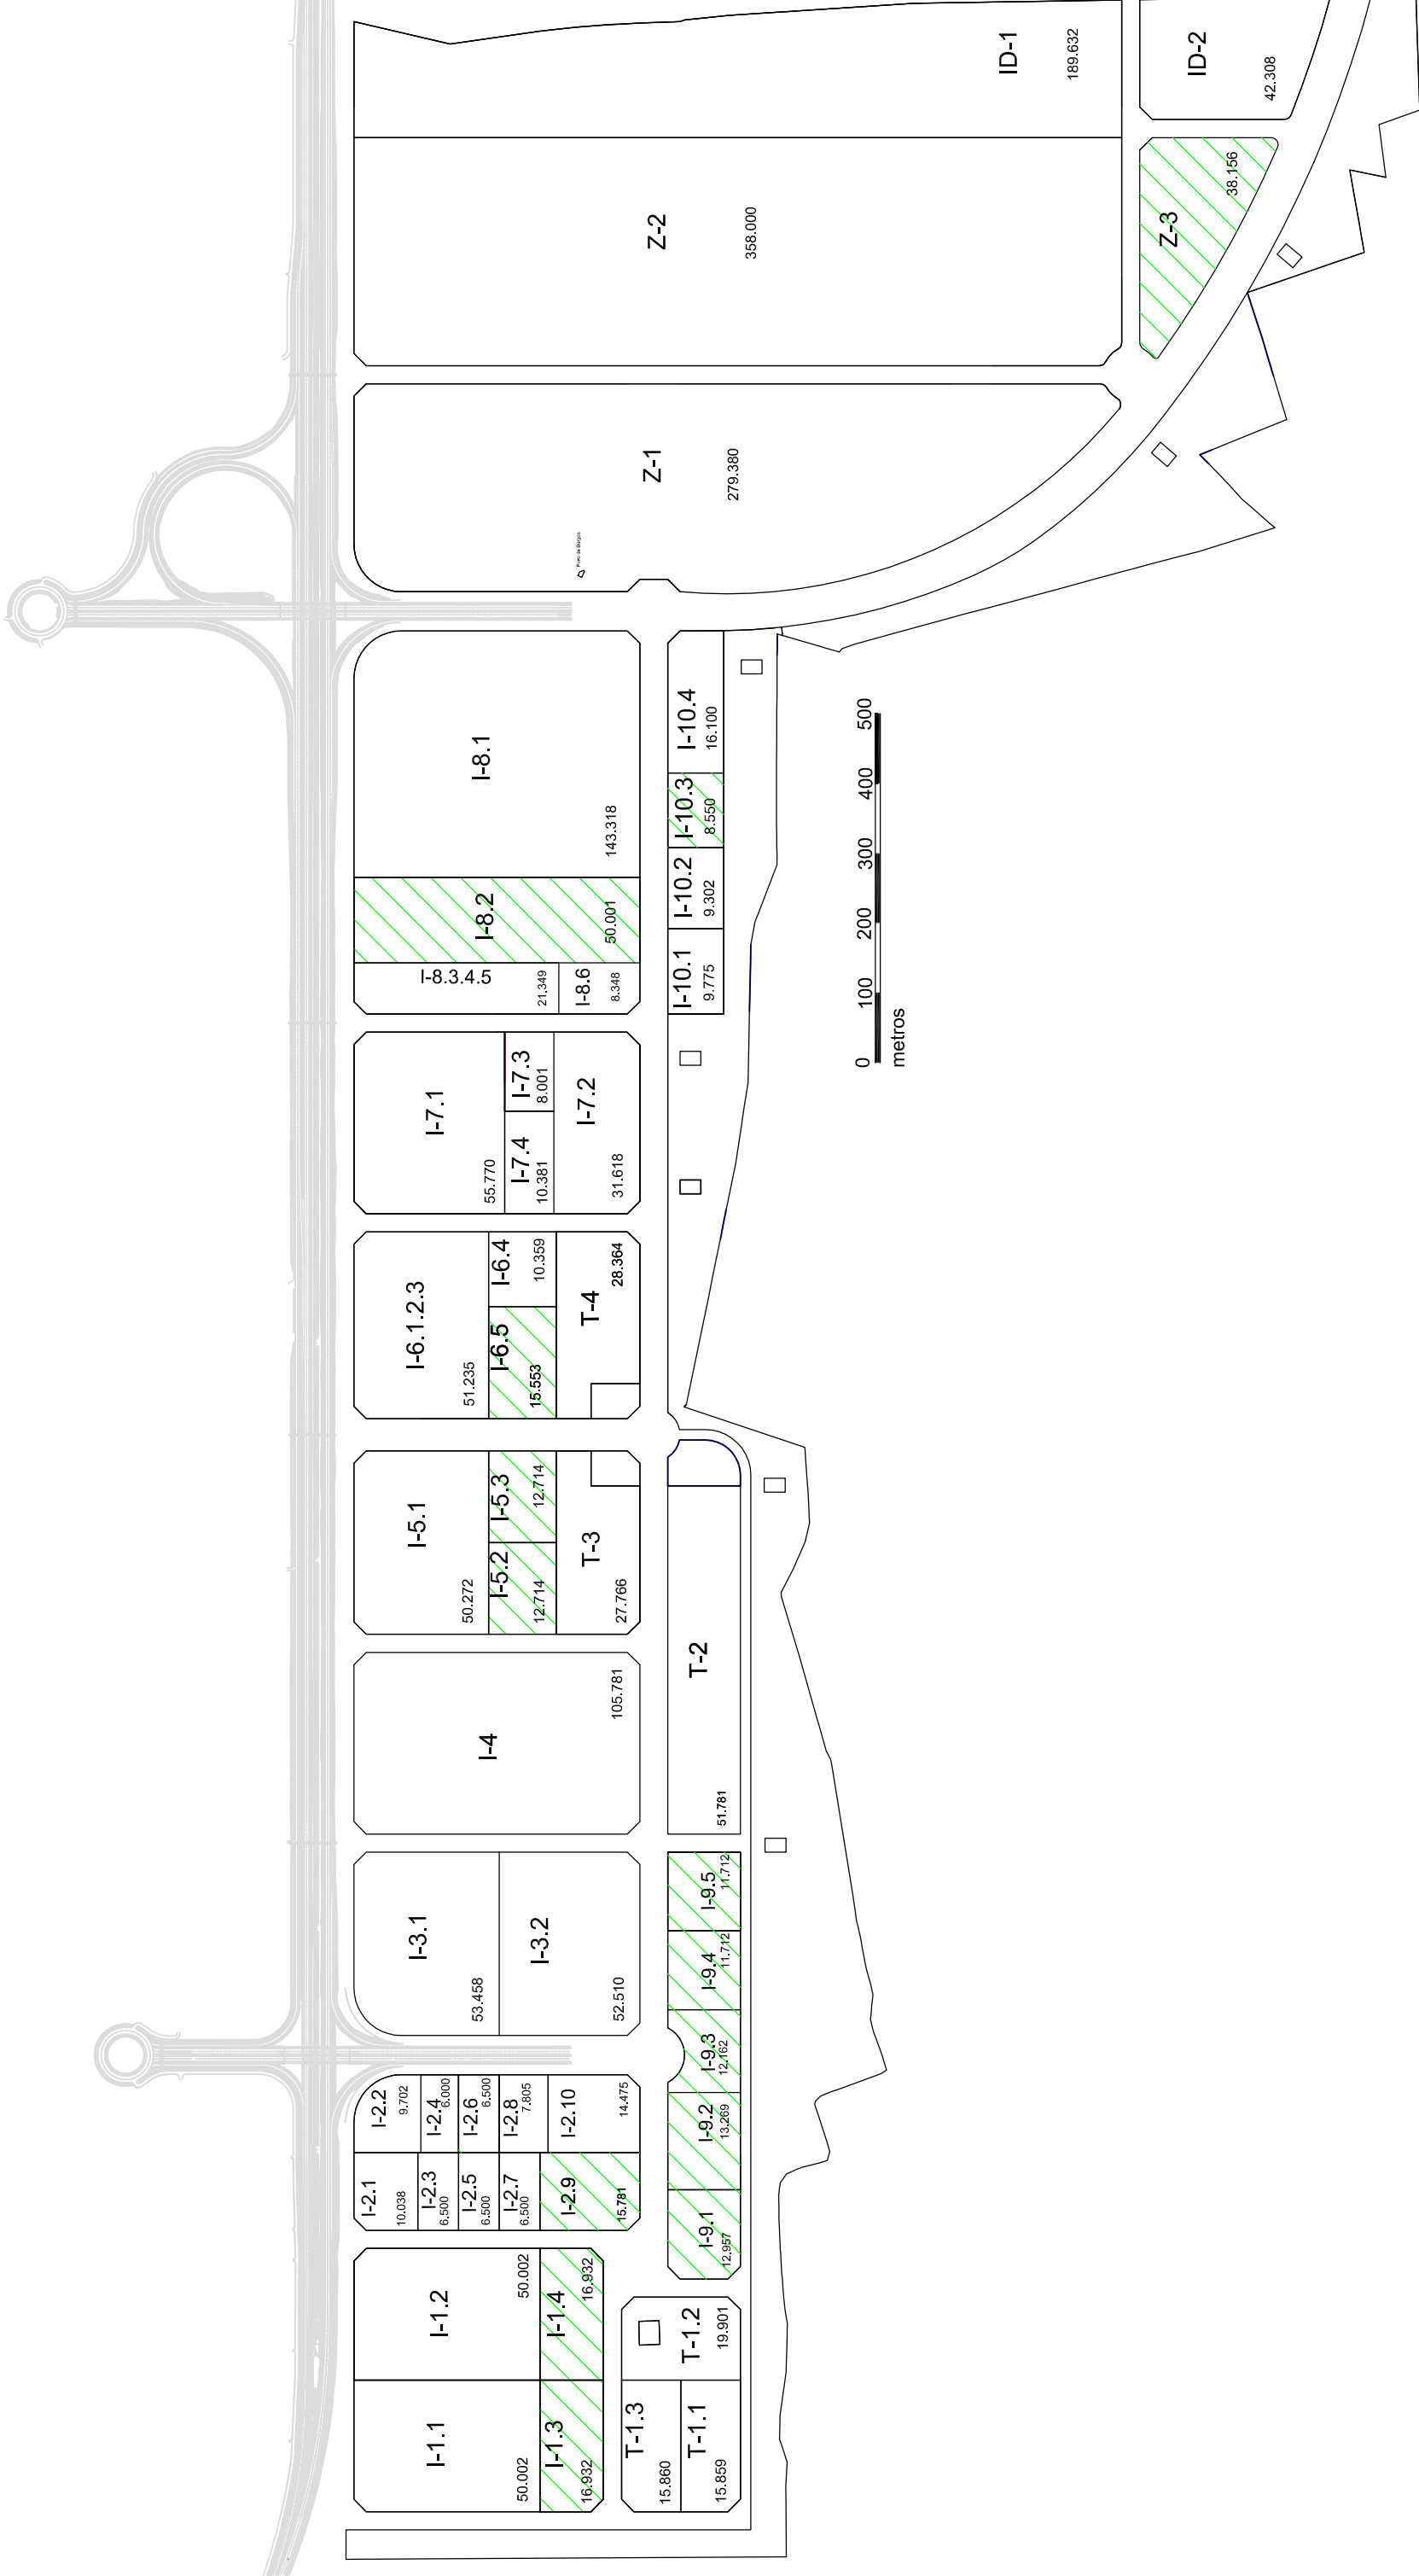 I-1.1
50.002
I-1.2
50.002
I-1.3
16.932
I-1.4
16.932
T-1.3
15.860
T-1.1
15.859
T-1.2
19.901
I-2.1
10.038
I-2.2
9.702
I-2.3
6.500
I-2.4
6.000
I-2.5
6.500
I-2.6
6.500
I-2.7
6.500
I-2.8
7.805
I-2.9
15.781
I-2.10
14.475
I-9.1
12.957
I-9.2
13.269
I-9.3
12.162
I-9.4
11.712
I-9.5
11.712
I-3.1
53.458
I-3.2
52.510
I-4
105.781
T-2
51.781
I-5.1
50.272
I-5.2
12.714
I-5.3
12.714
T-3
27.766
I-6.1.2.3
51.235
I-6.5
15.553
I-6.4
10.359
T-4
28.364
I-7.1
55.770
I-7.4
10.381
I-7.3
8.001
I-7.2
31.618
I-8.3.4.5
21.349
I-8.6
8.348
I-8.2
50.001
I-8.1
143.318
I-10.1
9.775
I-10.2
9.302
I-10.3
8.550
I-10.4
16.100
0 100 200 300 400 500
metros
Z-1
279.380
Z-2
358.000
Z-3
38.156
ID-1
189.632
ID-2
42.308